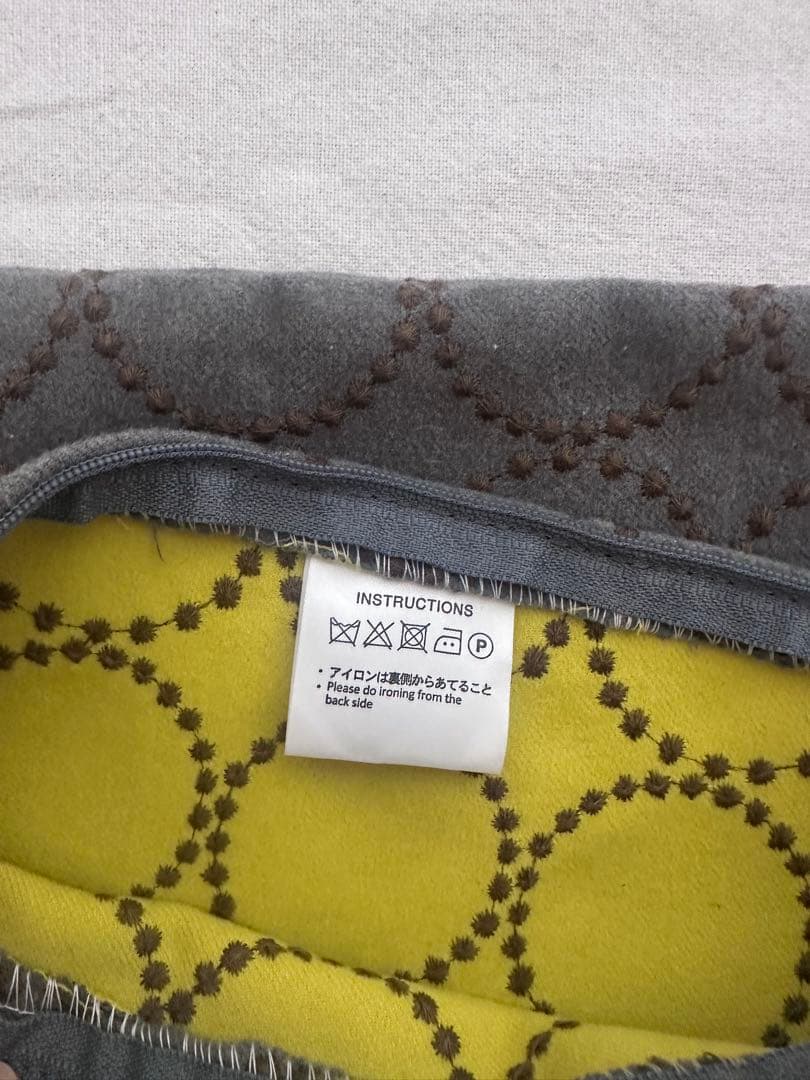 INSTRUCTIONS
P
・アイロンは裏側からあてること
・Please do ironing from the
back side